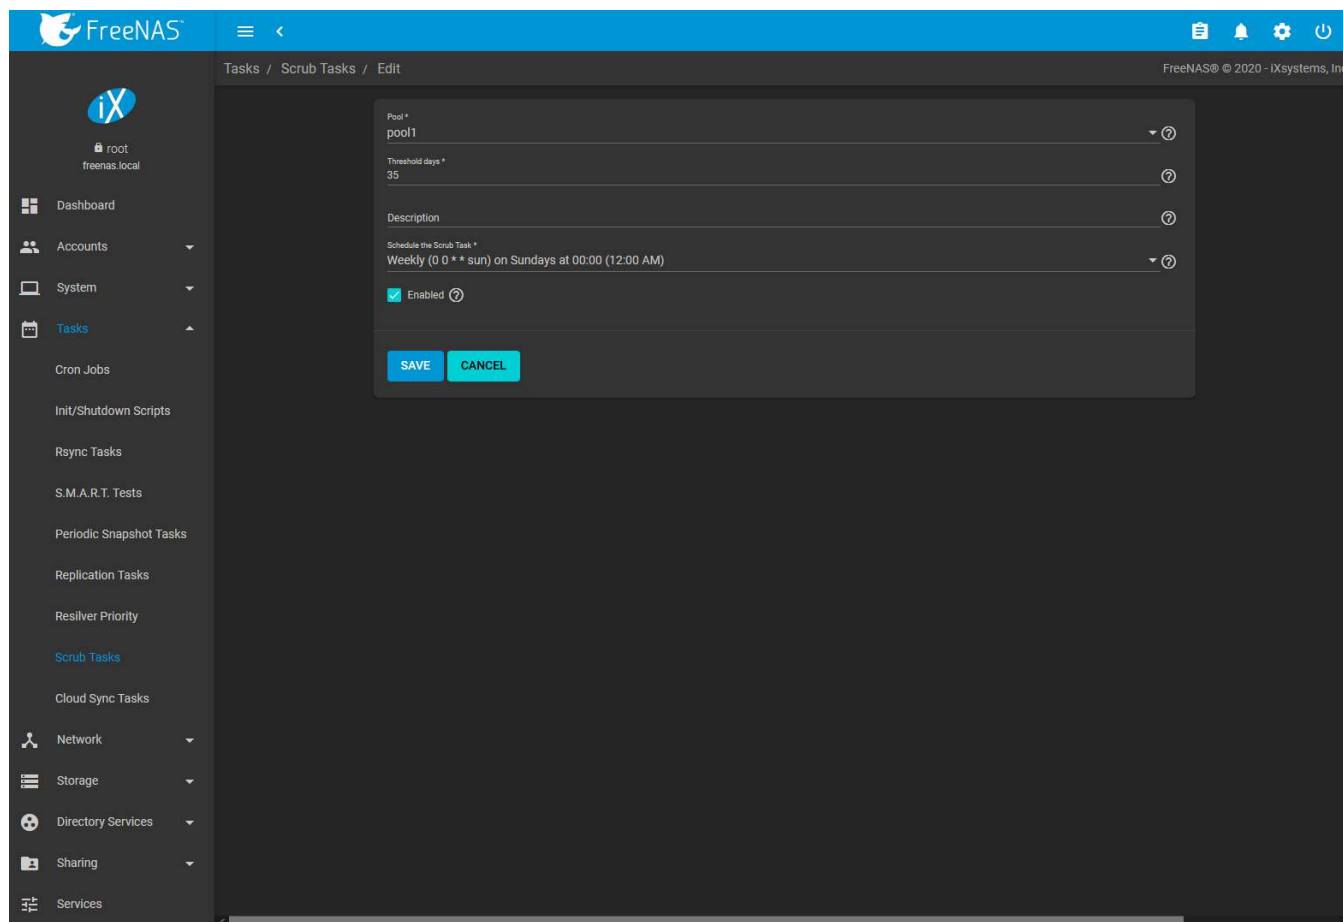 FreeNAS™
Tasks / Scrub Tasks / Edit
FreeNAS® © 2020 - iXsystems, Inc
iX
root
freenas.local
Dashboard
Accounts
System
Tasks
Cron Jobs
Init/Shutdown Scripts
Rsync Tasks
S.M.A.R.T. Tests
Periodic Snapshot Tasks
Replication Tasks
Resilver Priority
Scrub Tasks
Cloud Sync Tasks
Network
Storage
Directory Services
Sharing
Services
Pool *
pool1
Threshold days *
35
Description
Schedule the Scrub Task *
Weekly (0 0 * * sun) on Sundays at 00:00 (12:00 AM)
Enabled
SAVE CANCEL